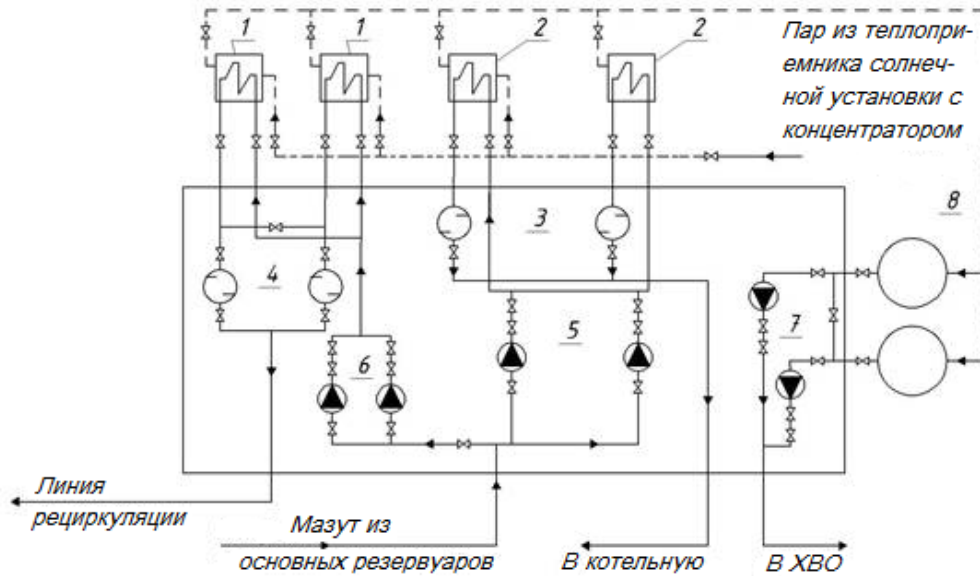 1
1
2
2
Пар из теплопри-
емника солнеч-
ной установки с
концентратором
3
8
4
5
7
6
Линия
рециркуляции
Мазут из
основных резервуаров
В котельную
В ХВО